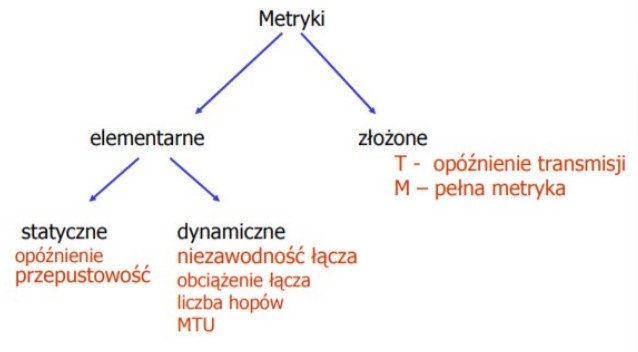 Metryki
elementarne
złożone
T - opóźnienie transmisji
M – pełna metryka
statyczne
opóźnienie
przepustowość
dynamiczne
niezawodność łącza
obciążenie łącza
liczba hopów
MTU